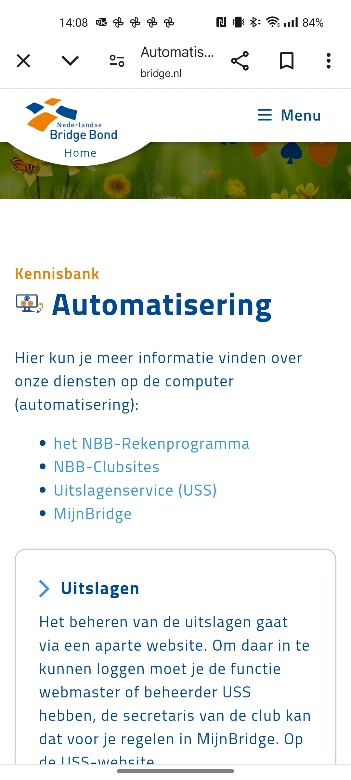 14:08
84%
Automatis...
bridge.nl
Nederlandse
Bridge Bond
Home
Menu
Kennisbank
Automatisering
Hier kun je meer informatie vinden over
onze diensten op de computer
(automatisering):
• het NBB-Rekenprogramma
• NBB-Clubsites
• Uitslagenservice (USS)
• MijnBridge
Uitslagen
Het beheren van de uitslagen gaat
via een aparte website. Om daar in te
kunnen loggen moet je de functie
webmaster of beheerder USS
hebben, de secretaris van de club kan
dat voor je regelen in MijnBridge. Op
de USS-website